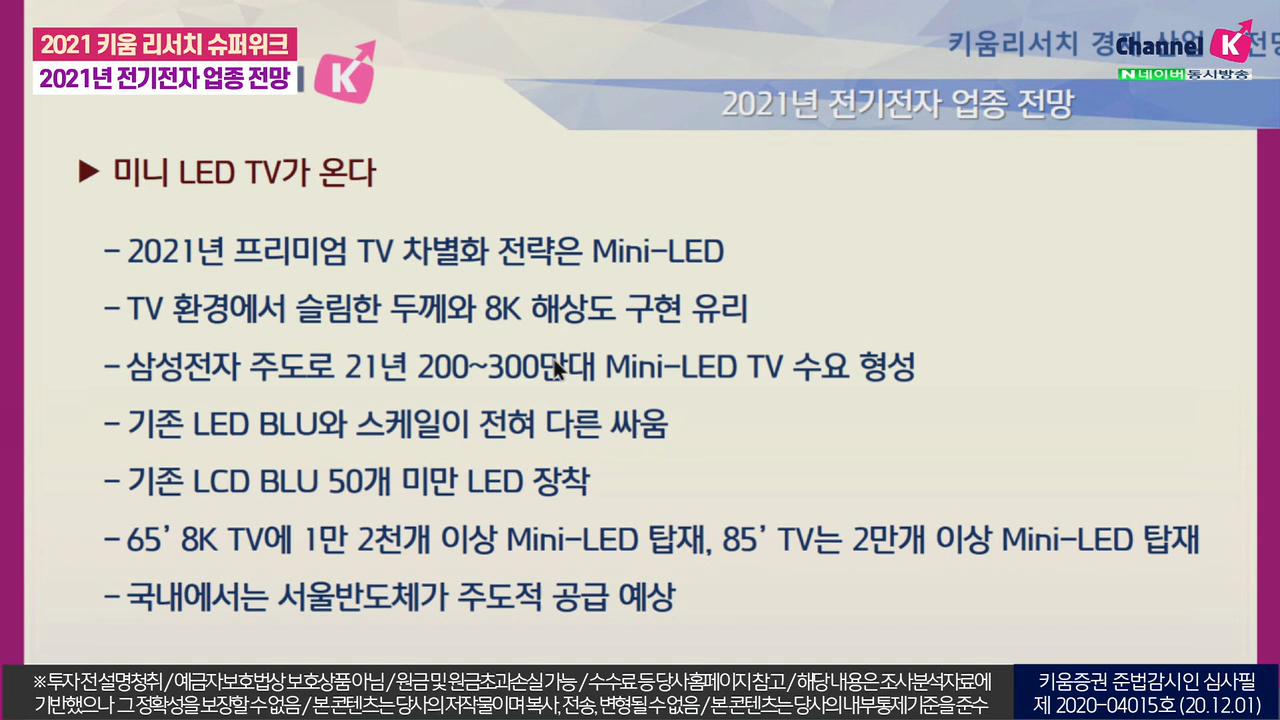 2021 키움 리서치 슈퍼위크
2021년 전기전자 업종 전망
K
키움리서치 경제 산업 전망
Channel K
N 네이버 동시방송
2021년 전기전자 업종 전망
▶ 미니 LED TV가 온다
- 2021년 프리미엄 TV 차별화 전략은 Mini-LED
- TV 환경에서 슬림한 두께와 8K 해상도 구현 유리
- 삼성전자 주도로 21년 200~300만대 Mini-LED TV 수요 형성
- 기존 LED BLU와 스케일이 전혀 다른 싸움
- 기존 LCD BLU 50개 미만 LED 장착
- 65’ 8K TV에 1만 2천개 이상 Mini-LED 탑재, 85’ TV는 2만개 이상 Mini-LED 탑재
- 국내에서는 서울반도체가 주도적 공급 예상
※ 투자 전 설명청취 / 예금자보호법상 보호상품 아님 / 원금 및 원금초과손실 가능 / 수수료 등 당사홈페이지 참고 / 해당 내용은 조사분석자료에
기반했으나 그 정확성을 보장할 수 없음 / 본 콘텐츠는 당사의 저작물이며 복사, 전송, 변형될 수 없음 / 본 콘텐츠는 당사의 내부통제기준을 준수
키움증권 준법감시인 심사필
제 2020-04015호 (20.12.01)